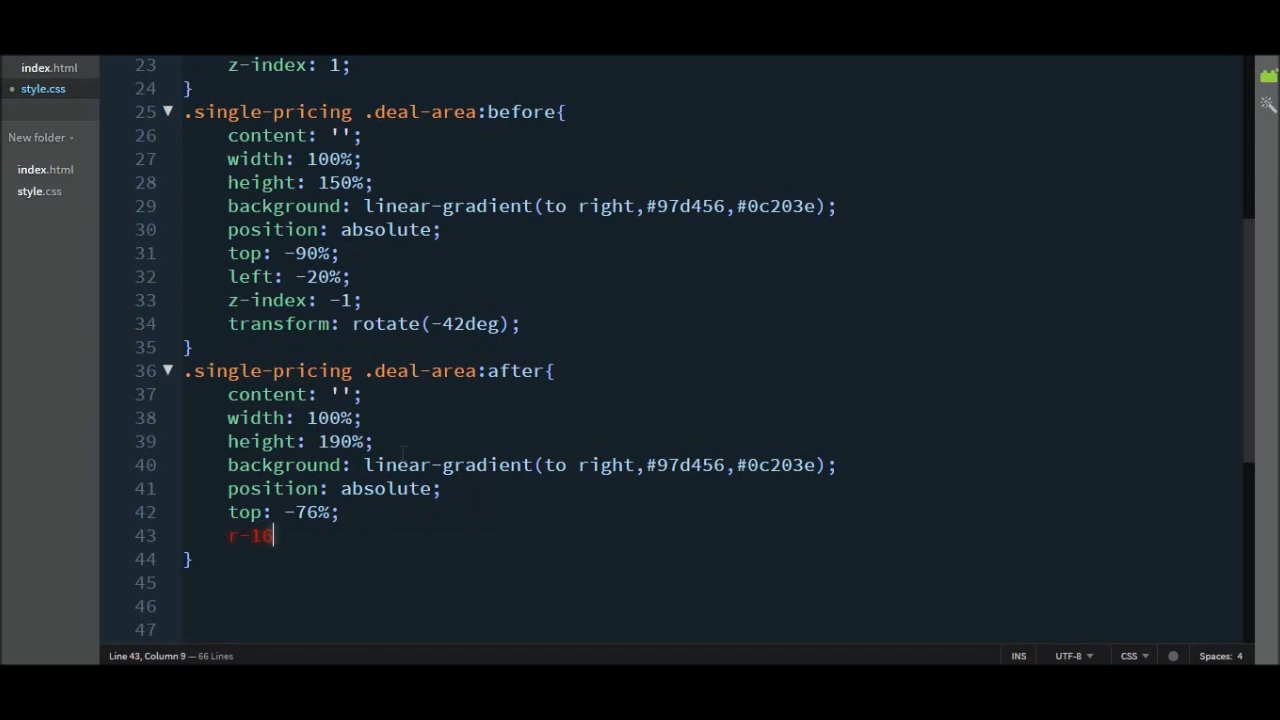 index.html
style.css
New folder
index.html
style.css
23 z-index: 1;
24 }
25 .single-pricing .deal-area:before{
26 content: '';
27 width: 100%;
28 height: 150%;
29 background: linear-gradient(to right,#97d456,#0c203e);
30 position: absolute;
31 top: -90%;
32 left: -20%;
33 z-index: -1;
34 transform: rotate(-42deg);
35 }
36 .single-pricing .deal-area:after{
37 content: '';
38 width: 100%;
39 height: 190%;
40 background: linear-gradient(to right,#97d456,#0c203e);
41 position: absolute;
42 top: -76%;
43 r-16
44 }
45
46
47
Line 43, Column 9 — 66 Lines INS UTF-8 CSS Spaces: 4